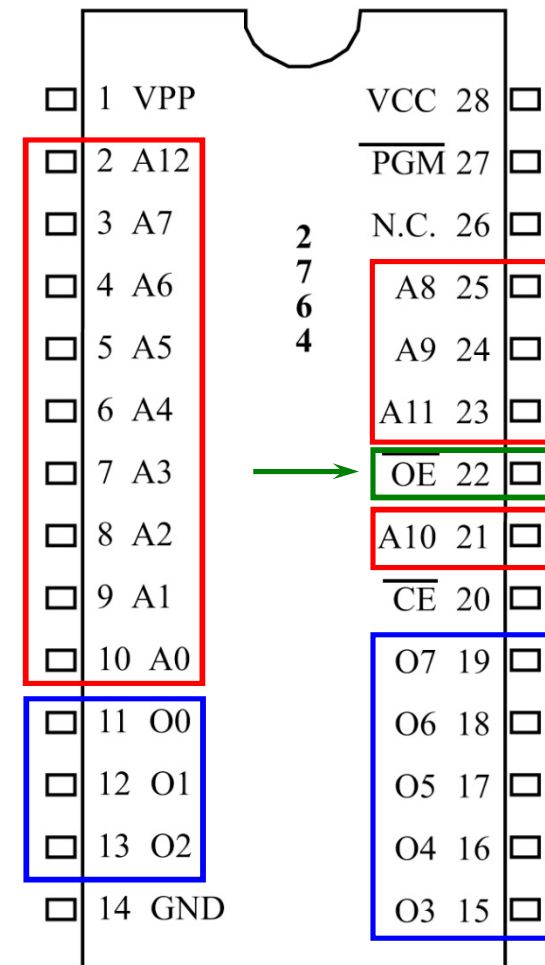 1 VPP
2 A12
3 A7
4 A6
5 A5
6 A4
7 A3
8 A2
9 A1
10 A0
11 O0
12 O1
13 O2
14 GND
2
7
6
4
VCC 28
PGM 27
N.C. 26
A8 25
A9 24
A11 23
OE 22
A10 21
CE 20
O7 19
O6 18
O5 17
O4 16
O3 15